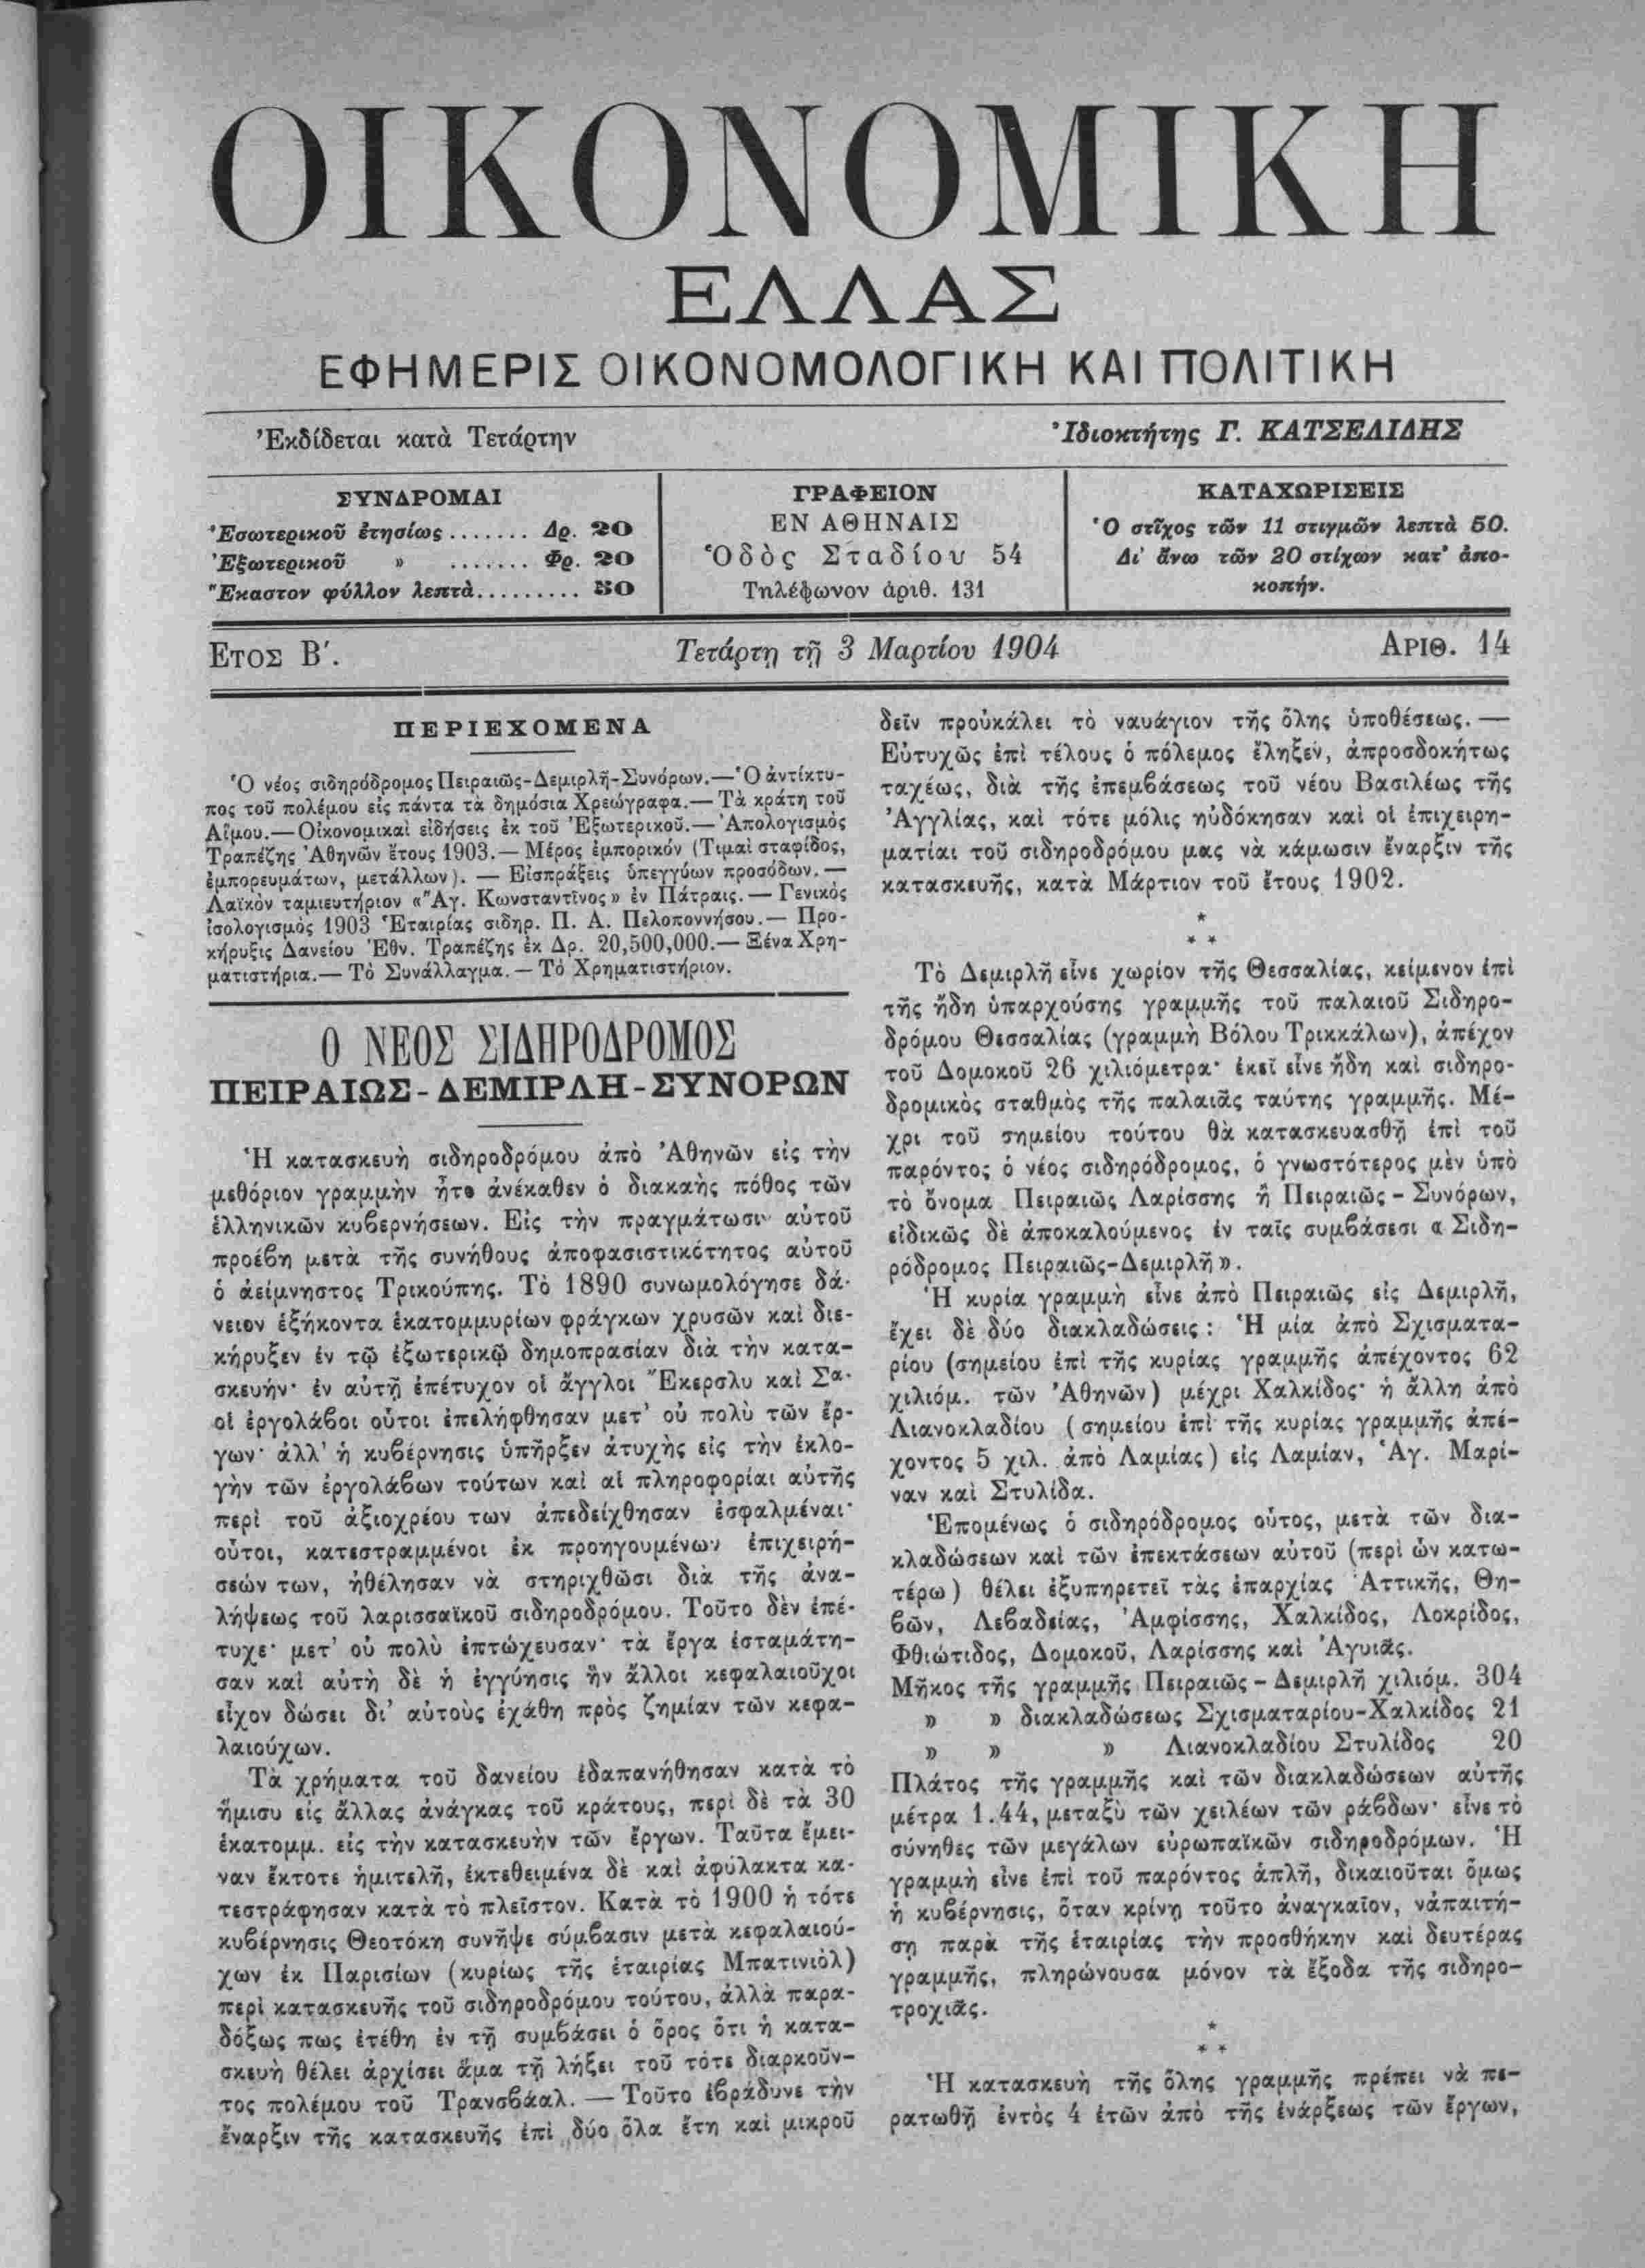 ΟΙΚΟΝΟΜΙΚΗ
ΕΛΛΑΣ
ΕΦΗΜΕΡΙΣ ΟΙΚΟΝΟΜΟΛΟΓΙΚΗ ΚΑΙ ΠΟΛΙΤΙΚΗ
Ἐκδίδεται κατὰ Τετάρτην
Ἰδιοκτήτης Γ. ΚΑΤΣΕΛΙΔΗΣ
ΣΥΝΔΡΟΜΑΙ
Ἐσωτερικοῦ ἐτησίως ....... Δρ. 20
Ἐξωτερικοῦ » ....... Φρ. 20
Ἕκαστον φύλλον λεπτὰ......... 50
ΓΡΑΦΕΙΟΝ
ΕΝ ΑΘΗΝΑΙΣ
Ὁδὸς Σταδίου 54
Τηλέφωνον ἀριθ. 131
ΚΑΤΑΧΩΡΙΣΕΙΣ
Ὁ στῖχος τῶν 11 στιγμῶν λεπτὰ 50.
Δι' ἄνω τῶν 20 στίχων κατ' ἀπο-
κοπήν.
ΕΤΟΣ Β'.
Τετάρτη τῇ 3 Μαρτίου 1904
ΑΡΙΘ. 14
ΠΕΡΙΕΧΟΜΕΝΑ
Ὁ νέος σιδηρόδρομος Πειραιῶς-Δεμιρλῆ-Συνόρων.—Ὁ ἀντίκτυ-
πος τοῦ πολέμου εἰς πάντα τὰ δημόσια Χρεώγραφα.— Τὰ κράτη τοῦ
Αἵμου.—Οἰκονομικαὶ εἰδήσεις ἐκ τοῦ Ἐξωτερικοῦ.— Ἀπολογισμὸς
Τραπέζης Ἀθηνῶν ἔτους 1903.— Μέρος ἐμπορικόν (Τιμαὶ σταφίδος,
ἐμπορευμάτων, μετάλλων). — Εἰσπράξεις ὑπεγγύων προσόδων.—
Λαϊκὸν ταμιευτήριον «Ἅγ. Κωνσταντῖνος» ἐν Πάτραις.— Γενικὸς
ἰσολογισμὸς 1903 Ἑταιρίας σιδηρ. Π. Α. Πελοποννήσου.— Προ-
κήρυξις Δανείου Ἐθν. Τραπέζης ἐκ Δρ. 20,500,000.— Ξένα Χρη-
ματιστήρια.— Τὸ Συνάλλαγμα.— Τὸ Χρηματιστήριον.
Ο ΝΕΟΣ ΣΙΔΗΡΟΔΡΟΜΟΣ
ΠΕΙΡΑΙΩΣ-ΔΕΜΙΡΛΗ-ΣΥΝΟΡΩΝ
Ἡ κατασκευὴ σιδηροδρόμου ἀπὸ Ἀθηνῶν εἰς τὴν
μεθόριον γραμμὴν ἦτο ἀνέκαθεν ὁ διακαὴς πόθος τῶν
ἑλληνικῶν κυβερνήσεων. Εἰς τὴν πραγμάτωσιν αὐτοῦ
προέβη μετὰ τῆς συνήθους ἀποφασιστικότητος αὐτοῦ
ὁ ἀείμνηστος Τρικούπης. Τὸ 1890 συνωμολόγησε δά-
νειον ἑξήκοντα ἑκατομμυρίων φράγκων χρυσῶν καὶ διε-
κήρυξεν ἐν τῷ ἐξωτερικῷ δημοπρασίαν διὰ τὴν κατα-
σκευήν· ἐν αὐτῇ ἐπέτυχον οἱ ἄγγλοι Ἔκερσλυ καὶ Σα·
οἱ ἐργολάβοι οὗτοι ἐπελήφθησαν μετ' οὐ πολὺ τῶν ἔρ-
γων· ἀλλ' ἡ κυβέρνησις ὑπῆρξεν ἀτυχὴς εἰς τὴν ἐκλο-
γὴν τῶν ἐργολάβων τούτων καὶ αἱ πληροφορίαι αὐτῆς
περὶ τοῦ ἀξιοχρέου των ἀπεδείχθησαν ἐσφαλμέναι·
οὗτοι, κατεστραμμένοι ἐκ προηγουμένων ἐπιχειρή-
σεών των, ἠθέλησαν νὰ στηριχθῶσι διὰ τῆς ἀνα-
λήψεως τοῦ λαρισσαϊκοῦ σιδηροδρόμου. Τοῦτο δὲν ἐπέ-
τυχε· μετ' οὐ πολὺ ἐπτώχευσαν· τὰ ἔργα ἐσταμάτη-
σαν καὶ αὐτὴ δὲ ἡ ἐγγύησις ἣν ἄλλοι κεφαλαιοῦχοι
εἶχον δώσει δι' αὐτοὺς ἐχάθη πρὸς ζημίαν τῶν κεφα-
λαιούχων.
Τὰ χρήματα τοῦ δανείου ἐδαπανήθησαν κατὰ τὸ
ἥμισυ εἰς ἄλλας ἀνάγκας τοῦ κράτους, περὶ δὲ τὰ 30
ἑκατομμ. εἰς τὴν κατασκευὴν τῶν ἔργων. Ταῦτα ἔμει-
ναν ἔκτοτε ἡμιτελῆ, ἐκτεθειμένα δὲ καὶ ἀφύλακτα κα-
τεστράφησαν κατὰ τὸ πλεῖστον. Κατὰ τὸ 1900 ἡ τότε
κυβέρνησις Θεοτόκη συνῆψε σύμβασιν μετὰ κεφαλαιού-
χων ἐκ Παρισίων (κυρίως τῆς ἑταιρίας Μπατινιὸλ)
περὶ κατασκευῆς τοῦ σιδηροδρόμου τούτου, ἀλλὰ παρα-
δόξως πως ἐτέθη ἐν τῇ συμβάσει ὁ ὅρος ὅτι ἡ κατα-
σκευὴ θέλει ἀρχίσει ἅμα τῇ λήξει τοῦ τότε διαρκοῦν-
τος πολέμου τοῦ Τρανσβάαλ. — Τοῦτο ἐβράδυνε τὴν
ἔναρξιν τῆς κατασκευῆς ἐπὶ δύο ὅλα ἔτη καὶ μικροῦ
δεῖν προὐκάλει τὸ ναυάγιον τῆς ὅλης ὑποθέσεως. —
Εὐτυχῶς ἐπὶ τέλους ὁ πόλεμος ἔληξεν, ἀπροσδοκήτως
ταχέως, διὰ τῆς ἐπεμβάσεως τοῦ νέου Βασιλέως τῆς
Ἀγγλίας, καὶ τότε μόλις ηὐδόκησαν καὶ οἱ ἐπιχειρη-
ματίαι τοῦ σιδηροδρόμου μας νὰ κάμωσιν ἔναρξιν τῆς
κατασκευῆς, κατὰ Μάρτιον τοῦ ἔτους 1902.
*
* *
Τὸ Δεμιρλῆ εἶνε χωρίον τῆς Θεσσαλίας, κείμενον ἐπὶ
τῆς ἤδη ὑπαρχούσης γραμμῆς τοῦ παλαιοῦ Σιδηρο-
δρόμου Θεσσαλίας (γραμμὴ Βόλου Τρικκάλων), ἀπέχον
τοῦ Δομοκοῦ 26 χιλιόμετρα· ἐκεῖ εἶνε ἤδη καὶ σιδηρο-
δρομικὸς σταθμὸς τῆς παλαιᾶς ταύτης γραμμῆς. Μέ-
χρι τοῦ σημείου τούτου θὰ κατασκευασθῇ ἐπὶ τοῦ
παρόντος ὁ νέος σιδηρόδρομος, ὁ γνωστότερος μὲν ὑπὸ
τὸ ὄνομα Πειραιῶς Λαρίσσης ἢ Πειραιῶς – Συνόρων,
εἰδικῶς δὲ ἀποκαλούμενος ἐν ταῖς συμβάσεσι « Σιδη-
ρόδρομος Πειραιῶς-Δεμιρλῆ».
Ἡ κυρία γραμμὴ εἶνε ἀπὸ Πειραιῶς εἰς Δεμιρλῆ,
ἔχει δὲ δύο διακλαδώσεις : Ἡ μία ἀπὸ Σχισματα-
ρίου (σημείου ἐπὶ τῆς κυρίας γραμμῆς ἀπέχοντος 62
χιλιόμ. τῶν Ἀθηνῶν) μέχρι Χαλκίδος· ἡ ἄλλη ἀπὸ
Λιανοκλαδίου (σημείου ἐπὶ τῆς κυρίας γραμμῆς ἀπέ-
χοντος 5 χιλ. ἀπὸ Λαμίας) εἰς Λαμίαν, Ἁγ. Μαρί-
ναν καὶ Στυλίδα.
Ἑπομένως ὁ σιδηρόδρομος οὗτος, μετὰ τῶν δια-
κλαδώσεων καὶ τῶν ἐπεκτάσεων αὐτοῦ (περὶ ὧν κατω-
τέρω) θέλει ἐξυπηρετεῖ τὰς ἐπαρχίας Ἀττικῆς, Θη-
βῶν, Λεβαδείας, Ἀμφίσσης, Χαλκίδος, Λοκρίδος,
Φθιώτιδος, Δομοκοῦ, Λαρίσσης καὶ Ἀγυιᾶς.
Μῆκος τῆς γραμμῆς Πειραιῶς – Δεμιρλῆ χιλιόμ. 304
» » διακλαδώσεως Σχισματαρίου-Χαλκίδος 21
» » » Λιανοκλαδίου Στυλίδος 20
Πλάτος τῆς γραμμῆς καὶ τῶν διακλαδώσεων αὐτῆς
μέτρα 1.44, μεταξὺ τῶν χειλέων τῶν ράβδων· εἶνε τὸ
σύνηθες τῶν μεγάλων εὐρωπαϊκῶν σιδηροδρόμων. Ἡ
γραμμὴ εἶνε ἐπὶ τοῦ παρόντος ἁπλῆ, δικαιοῦται ὅμως
ἡ κυβέρνησις, ὅταν κρίνῃ τοῦτο ἀναγκαῖον, νἀπαιτή-
σῃ παρὰ τῆς ἑταιρίας τὴν προσθήκην καὶ δευτέρας
γραμμῆς, πληρώνουσα μόνον τὰ ἔξοδα τῆς σιδηρο-
τροχιᾶς.
*
* *
Ἡ κατασκευὴ τῆς ὅλης γραμμῆς πρέπει νὰ πε-
ρατωθῇ ἐντὸς 4 ἐτῶν ἀπὸ τῆς ἐνάρξεως τῶν ἔργων,